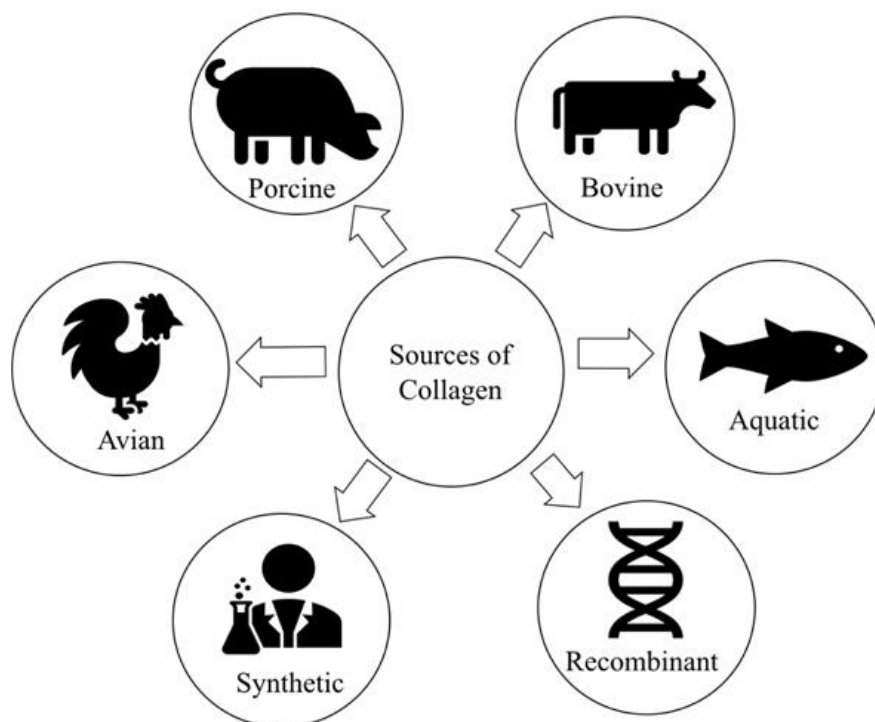 Porcine
Bovine
Sources of
Collagen
Avian
Aquatic
Synthetic
Recombinant